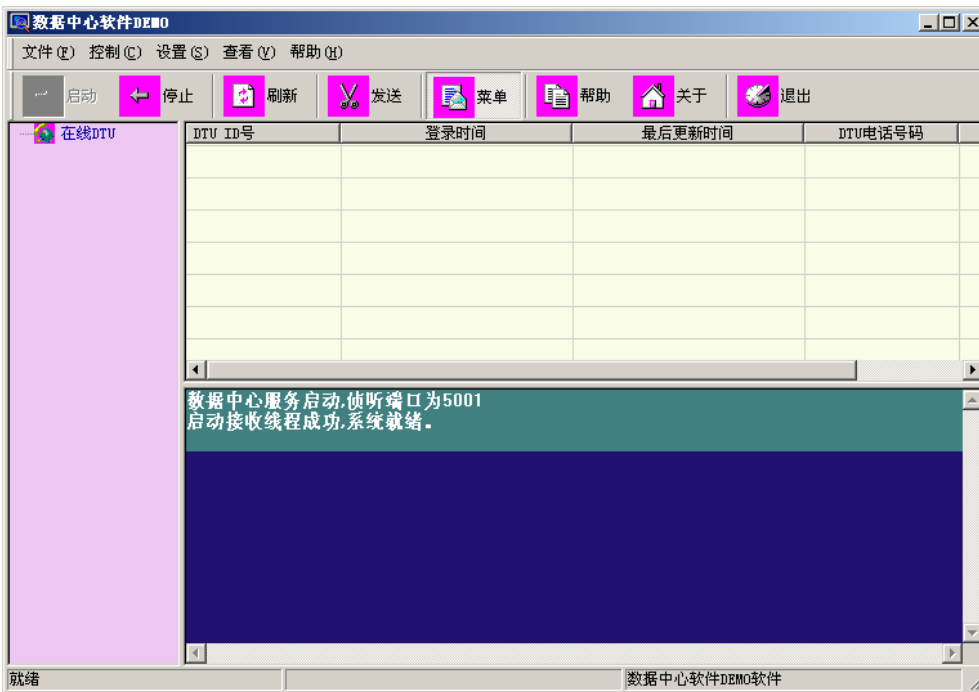 数据中心软件DEMO
文件(F) 控制(C) 设置(S) 查看(V) 帮助(H)
启动 停止 刷新 发送 菜单 帮助 关于 退出
在线DTU
DTU ID号 登录时间 最后更新时间 DTU电话号码
数据中心服务启动,侦听端口为5001
启动接收线程成功,系统就绪。
就绪 数据中心软件DEMO软件